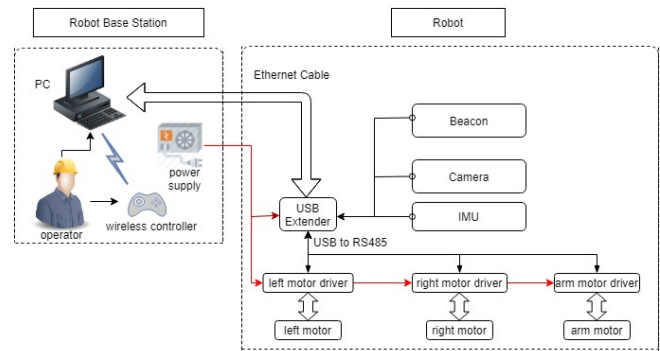 Robot Base Station
Robot
PC
Ethernet Cable
Beacon
power
supply
Camera
USB
Extender
IMU
operator
wireless controller
USB to RS485
left motor driver
right motor driver
arm motor driver
left motor
right motor
arm motor